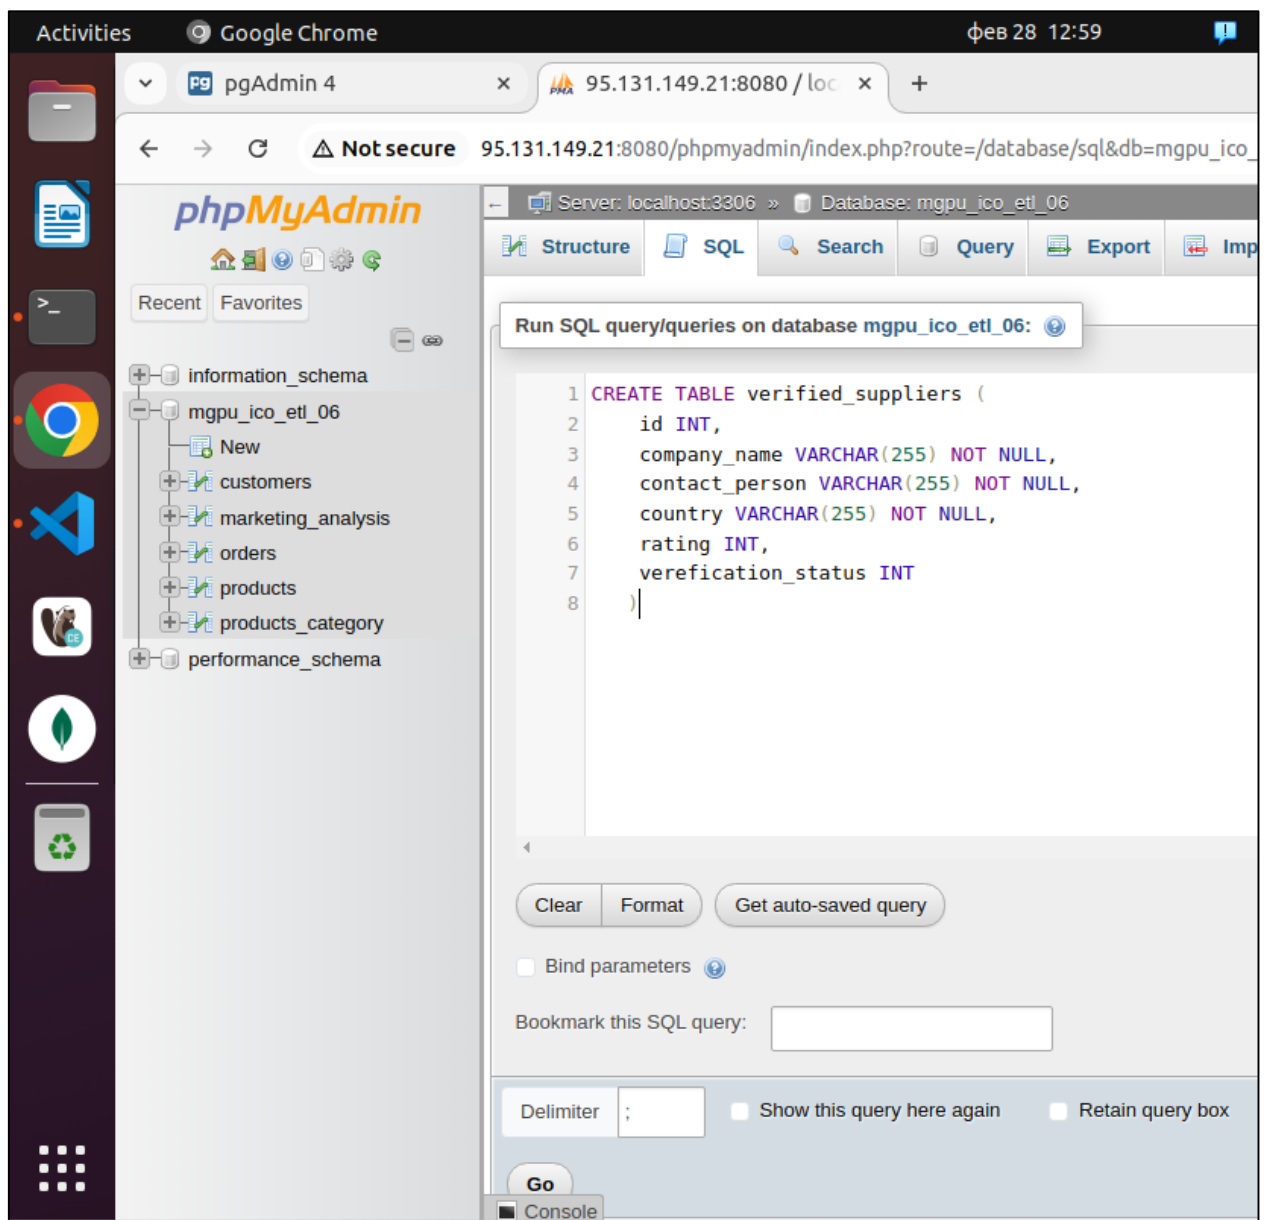 Activities Google Chrome фев 28 12:59
pgAdmin 4 95.131.149.21:8080 / loc
Not secure 95.131.149.21:8080/phpmyadmin/index.php?route=/database/sql&db=mgpu_ico_
phpMyAdmin
Recent Favorites
information_schema
mgpu_ico_etl_06
New
customers
marketing_analysis
orders
products
products_category
performance_schema
Server: localhost:3306 » Database: mgpu_ico_etl_06
Structure SQL Search Query Export Imp
Run SQL query/queries on database mgpu_ico_etl_06:
1 CREATE TABLE verified_suppliers (
2 id INT,
3 company_name VARCHAR(255) NOT NULL,
4 contact_person VARCHAR(255) NOT NULL,
5 country VARCHAR(255) NOT NULL,
6 rating INT,
7 verefication_status INT
8 )
Clear Format Get auto-saved query
Bind parameters
Bookmark this SQL query:
Delimiter ; Show this query here again Retain query box
Go
Console